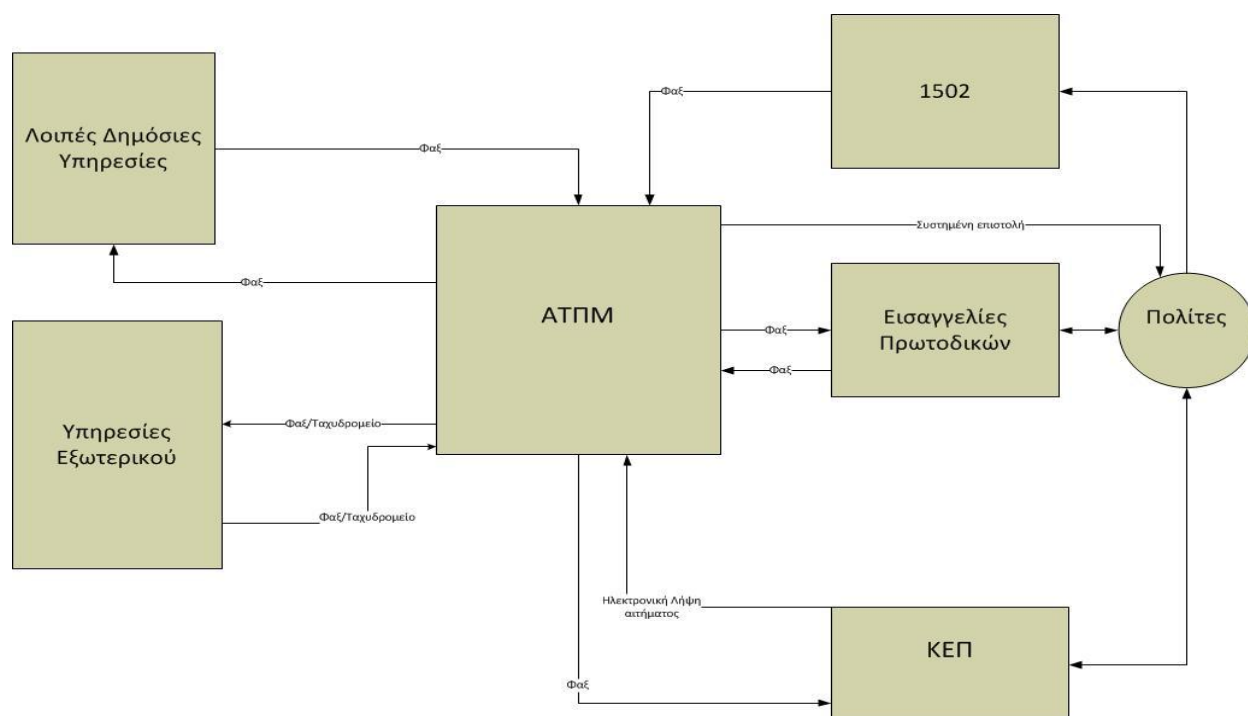 1502
Φαξ
Λοιπές Δημόσιες
Υπηρεσίες
Φαξ
Συστημένη επιστολή
Φαξ
ΑΤΠΜ
Φαξ
Εισαγγελίες
Πρωτοδικών
Πολίτες
Φαξ
Υπηρεσίες
Εξωτερικού
Φαξ/Ταχυδρομείο
Φαξ/Ταχυδρομείο
Ηλεκτρονική Λήψη
αιτήματος
ΚΕΠ
Φαξ